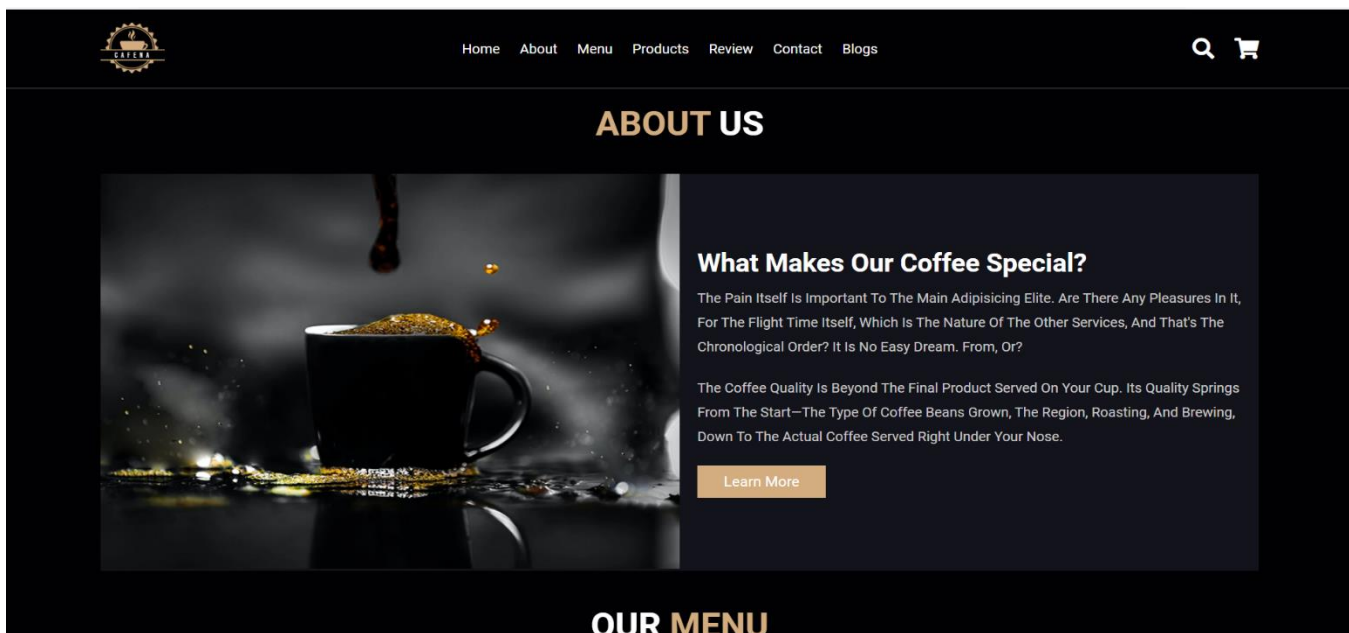 CAFENA
Home About Menu Products Review Contact Blogs
ABOUT US
What Makes Our Coffee Special?
The Pain Itself Is Important To The Main Adipisicing Elite. Are There Any Pleasures In It,
For The Flight Time Itself, Which Is The Nature Of The Other Services, And That's The
Chronological Order? It Is No Easy Dream. From, Or?
The Coffee Quality Is Beyond The Final Product Served On Your Cup. Its Quality Springs
From The Start—The Type Of Coffee Beans Grown, The Region, Roasting, And Brewing,
Down To The Actual Coffee Served Right Under Your Nose.
Learn More
OUR MENU